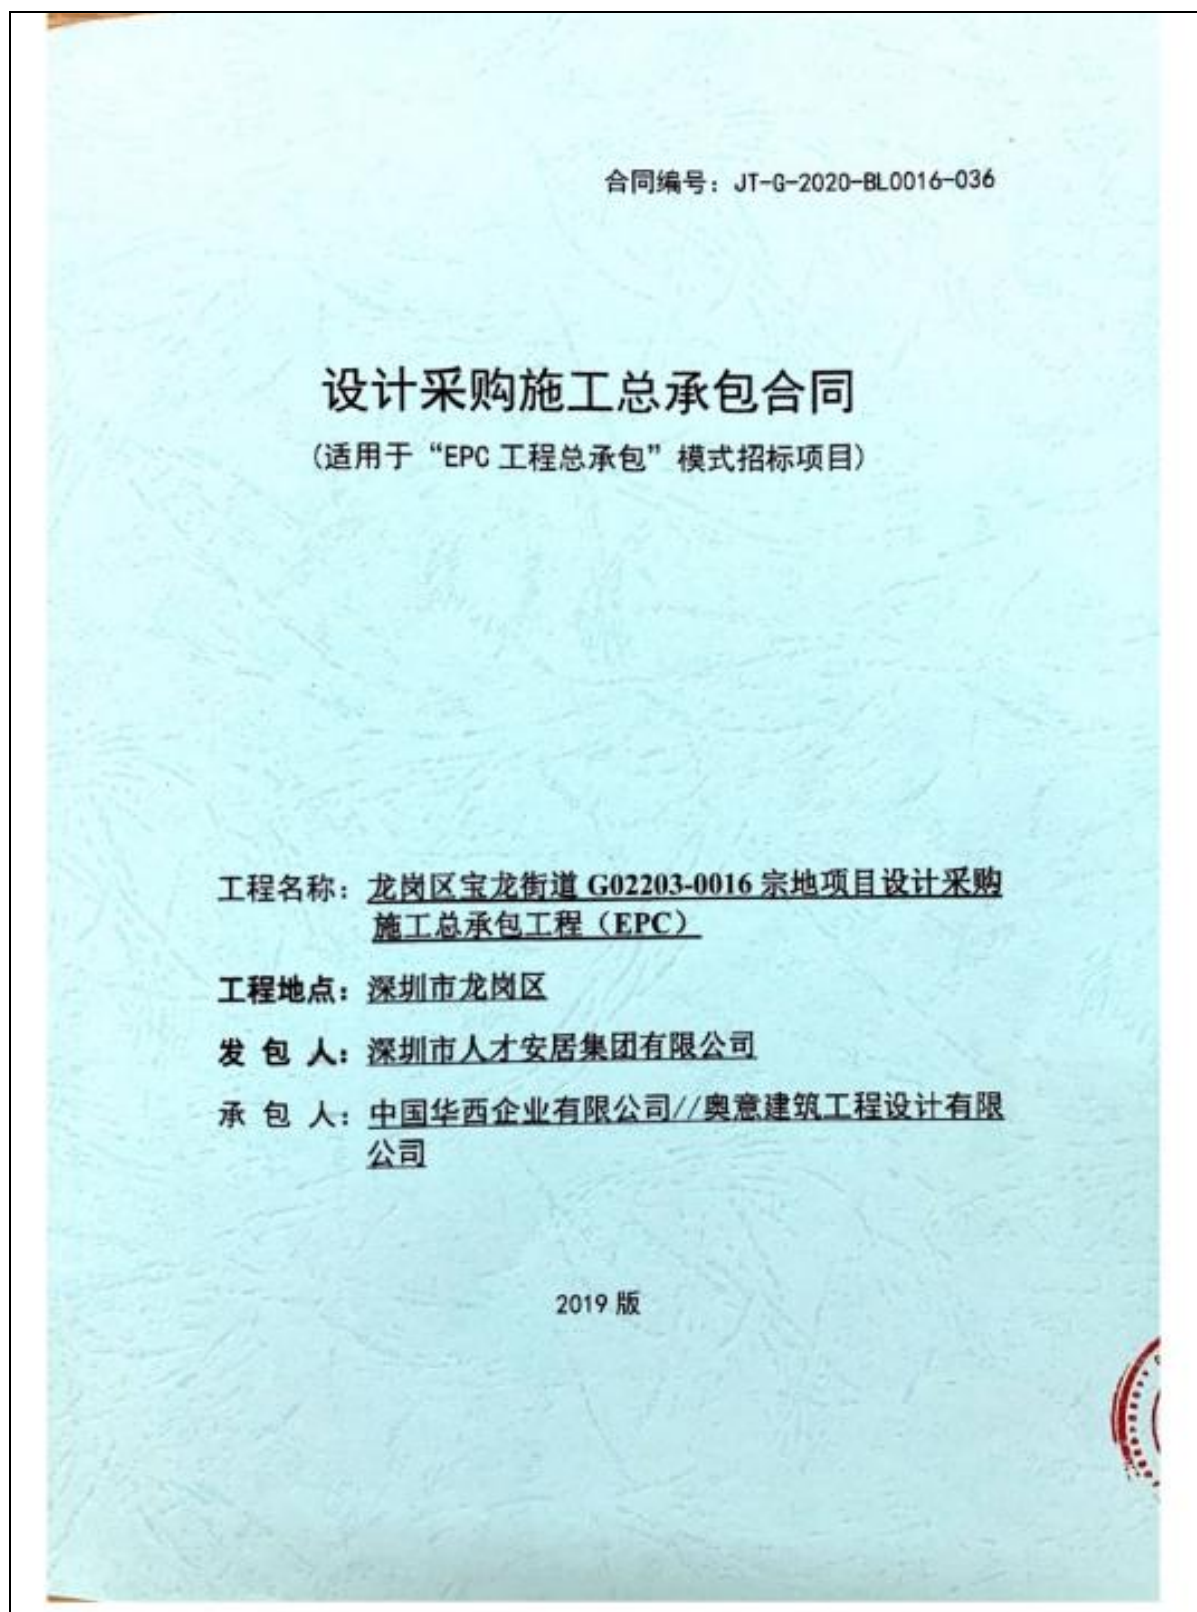 合同编号：JT-G-2020-BL0016-036
设计采购施工总承包合同
(适用于“EPC 工程总承包”模式招标项目)
工程名称：龙岗区宝龙街道 G02203-0016 宗地项目设计采购
施工总承包工程（EPC）
工程地点：深圳市龙岗区
发 包 人：深圳市人才安居集团有限公司
承 包 人：中国华西企业有限公司//奥意建筑工程设计有限
公司
2019 版